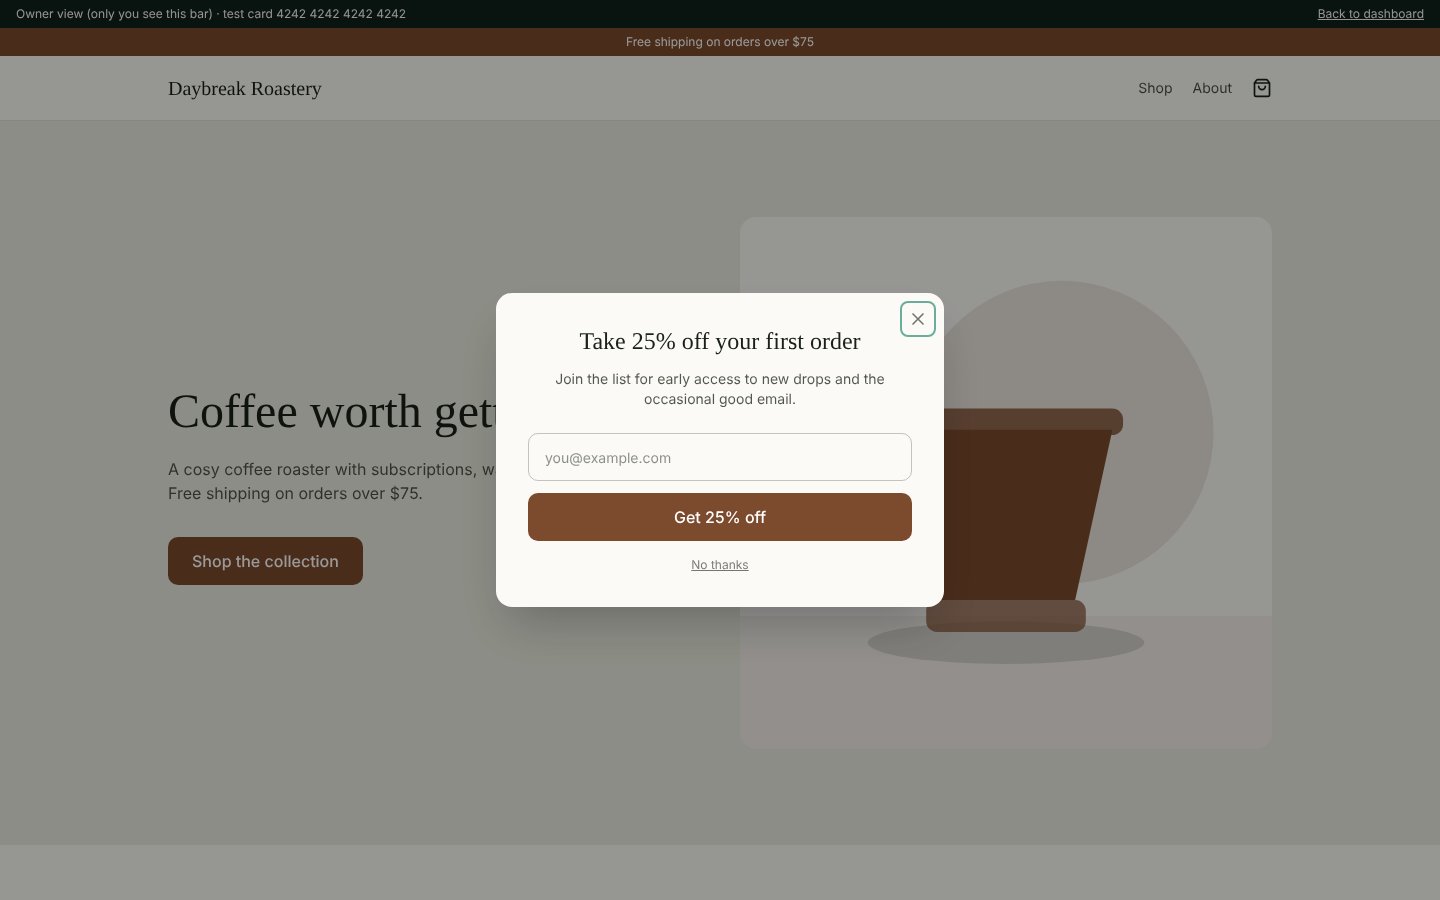 Owner view (only you see this bar) · test card 4242 4242 4242 4242
Back to dashboard
Free shipping on orders over $75
Daybreak Roastery
Shop
About
Take 25% off your first order
Join the list for early access to new drops and the
occasional good email.
you@example.com
Get 25% off
No thanks
Coffee worth
A cosy coffee roaster with subscriptions,
Free shipping on orders over $75.
Shop the collection